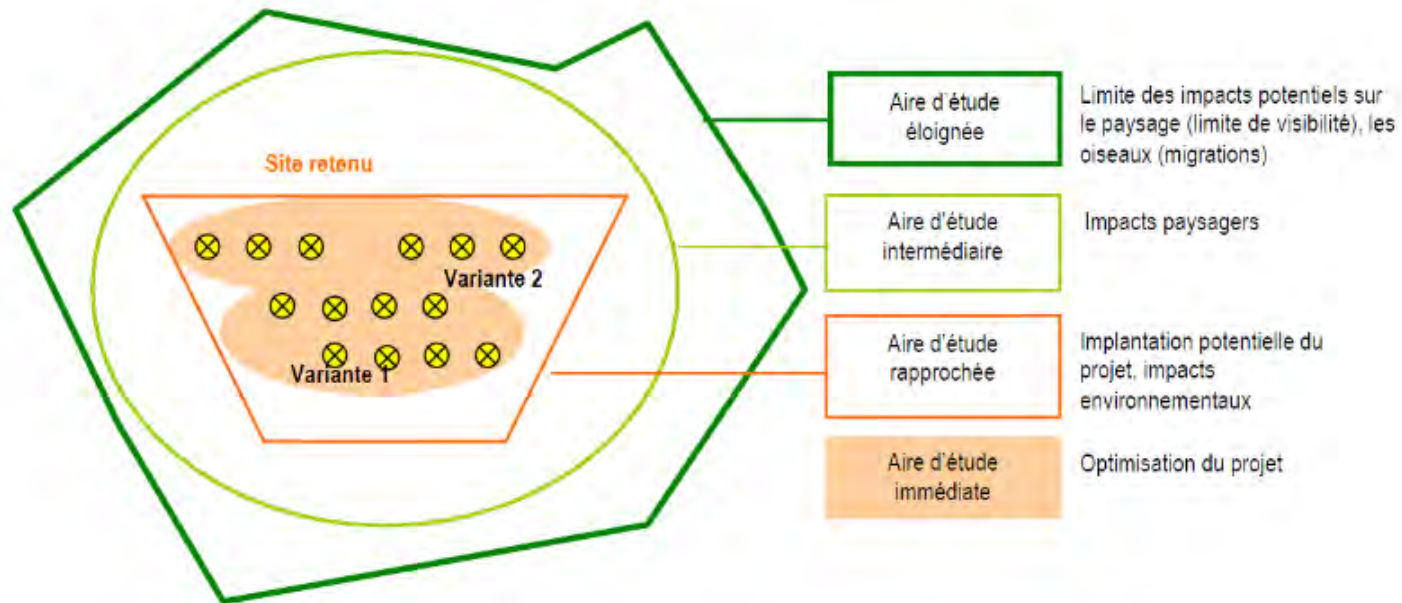 Site retenu
Variante 2
Variante 1
Aire d'étude
éloignée
Limite des impacts potentiels sur
le paysage (limite de visibilité), les
oiseaux (migrations)
Aire d'étude
intermédiaire
Impacts paysagers
Aire d'étude
rapprochée
Implantation potentielle du
projet, impacts
environnementaux
Aire d'étude
immédiate
Optimisation du projet